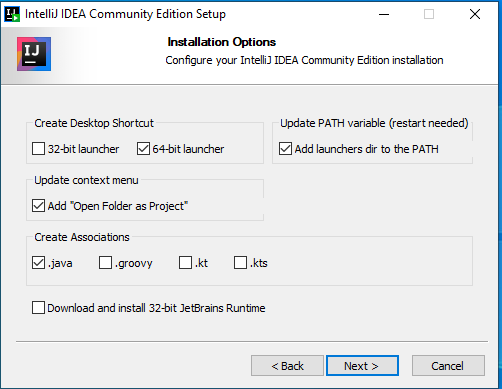 IntelliJ IDEA Community Edition Setup
IJ
Installation Options
Configure your IntelliJ IDEA Community Edition installation
Create Desktop Shortcut
32-bit launcher
64-bit launcher
Update PATH variable (restart needed)
Add launchers dir to the PATH
Update context menu
Add "Open Folder as Project"
Create Associations
.java
.groovy
.kt
.kts
Download and install 32-bit JetBrains Runtime
< Back
Next >
Cancel